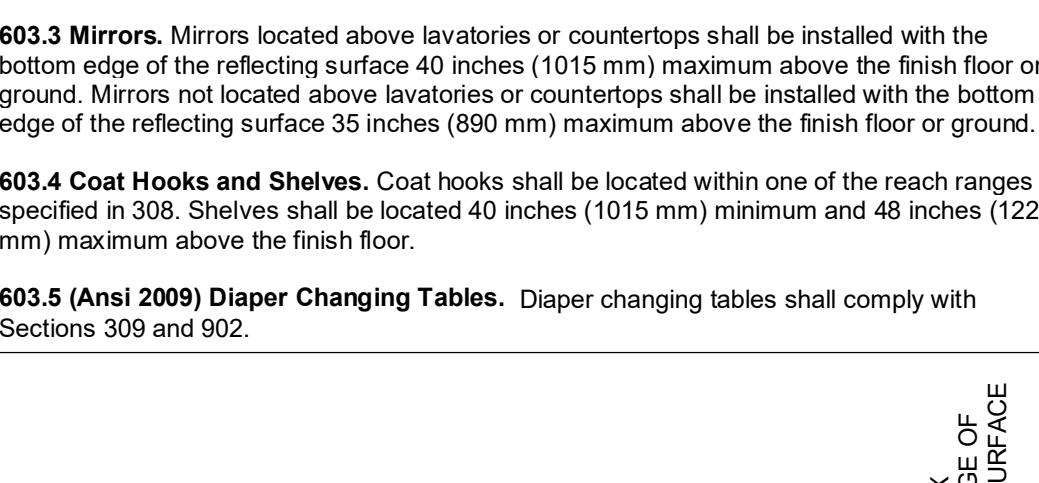 603.3 Mirrors. Mirrors located above lavatories or countertops shall be installed with the
bottom edge of the reflecting surface 40 inches (1015 mm) maximum above the finish floor or
ground. Mirrors not located above lavatories or countertops shall be installed with the bottom
edge of the reflecting surface 35 inches (890 mm) maximum above the finish floor or ground.
603.4 Coat Hooks and Shelves. Coat hooks shall be located within one of the reach ranges
specified in 308. Shelves shall be located 40 inches (1015 mm) minimum and 48 inches (122
mm) maximum above the finish floor.
603.5 (Ansi 2009) Diaper Changing Tables. Diaper changing tables shall comply with
Sections 309 and 902.
GE OF
URFACE